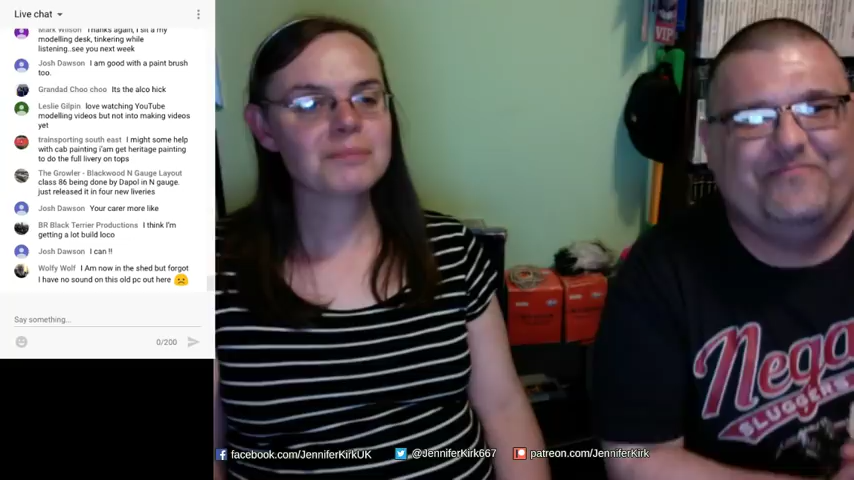 Live chat
Mark Wilson Thanks again, I sit a my
modelling desk, tinkering while
listening..see you next week
Josh Dawson I am good with a paint brush
too.
Grandad Choo choo Its the alco hick
Leslie Gilpin love watching YouTube
modelling videos but not into making videos
yet
trainsporting south east I might some help
with cab painting i'am get heritage painting
to do the full livery on tops
The Growler - Blackwood N Gauge Layout
class 86 being done by Dapol in N gauge.
just released it in four new liveries
Josh Dawson Your carer more like
BR Black Terrier Productions I think I'm
getting a lot build loco
Josh Dawson I can !!
Wolfy Wolf I Am now in the shed but forgot
I have no sound on this old pc out here
Say something...
0/200
VIP
Nega
SLUGGERS
facebook.com/JenniferKirkUK
@JenniferKirk667
patreon.com/JenniferKirk